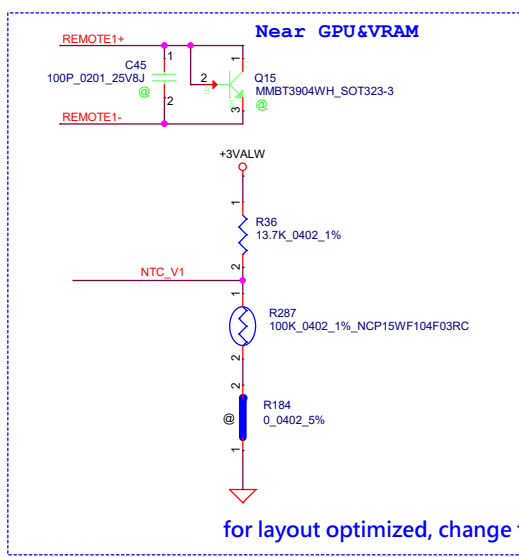 Near GPU&VRAM
REMOTE1+
1
C45
100P_0201_25V8J
@
2
1
2
Q15
MMBT3904WH_SOT323-3
@
3
REMOTE1-
+3VALW
1
R36
13.7K_0402_1%
2
NTC_V1
1
R287
100K_0402_1%_NCP15WF104F03RC
2
2
R184
@
0_0402_5%
1
for layout optimized, change